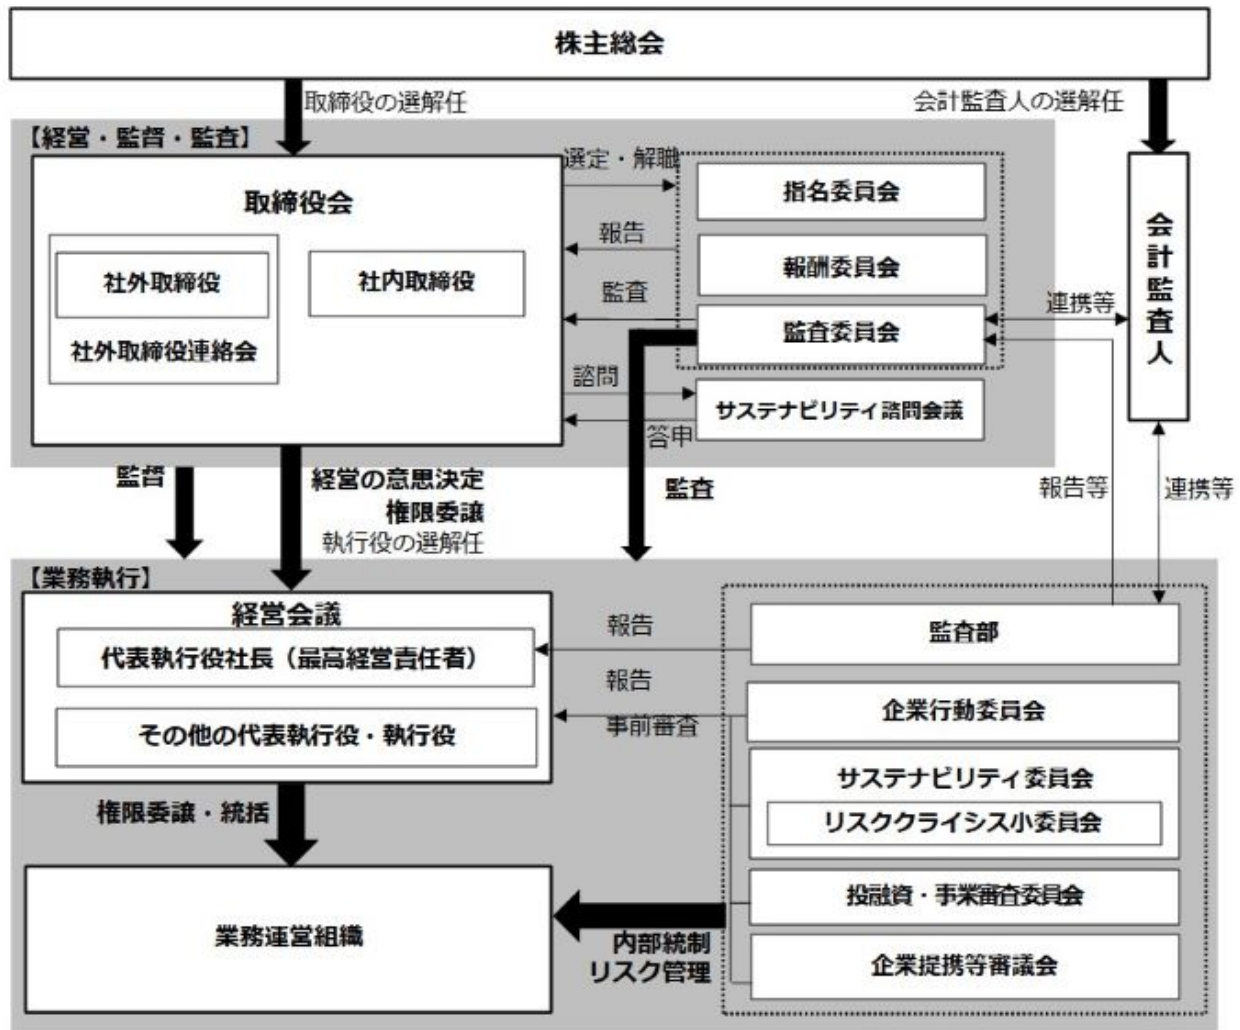 株主総会
取締役の選解任
会計監査人の選解任
【経営・監督・監査】
取締役会
社外取締役
社内取締役
社外取締役連絡会
選定・解職
報告
監査
諮問
答申
指名委員会
報酬委員会
監査委員会
サステナビリティ諮問会議
連携等
会計監査人
監督
経営の意思決定
権限委譲
執行役の選解任
監査
報告等
連携等
【業務執行】
経営会議
代表執行役社長（最高経営責任者）
その他の代表執行役・執行役
報告
報告
事前審査
監査部
企業行動委員会
サステナビリティ委員会
リスククライシス小委員会
投融資・事業審査委員会
企業提携等審議会
権限委譲・統括
業務運営組織
内部統制
リスク管理